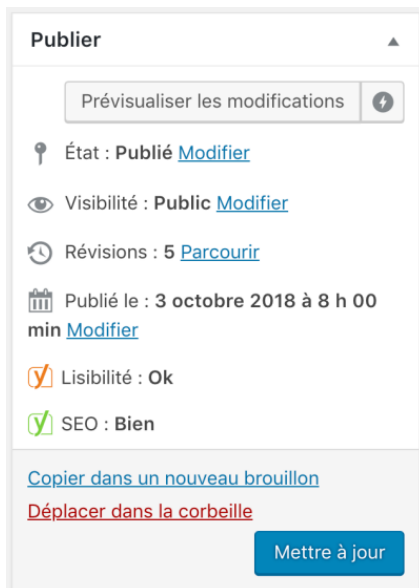 Publier
Prévisualiser les modifications
État : Publié Modifier
Visibilité : Public Modifier
Révisions : 5 Parcourir
Publié le : 3 octobre 2018 à 8 h 00
min Modifier
Lisibilité : Ok
SEO : Bien
Copier dans un nouveau brouillon
Déplacer dans la corbeille
Mettre à jour